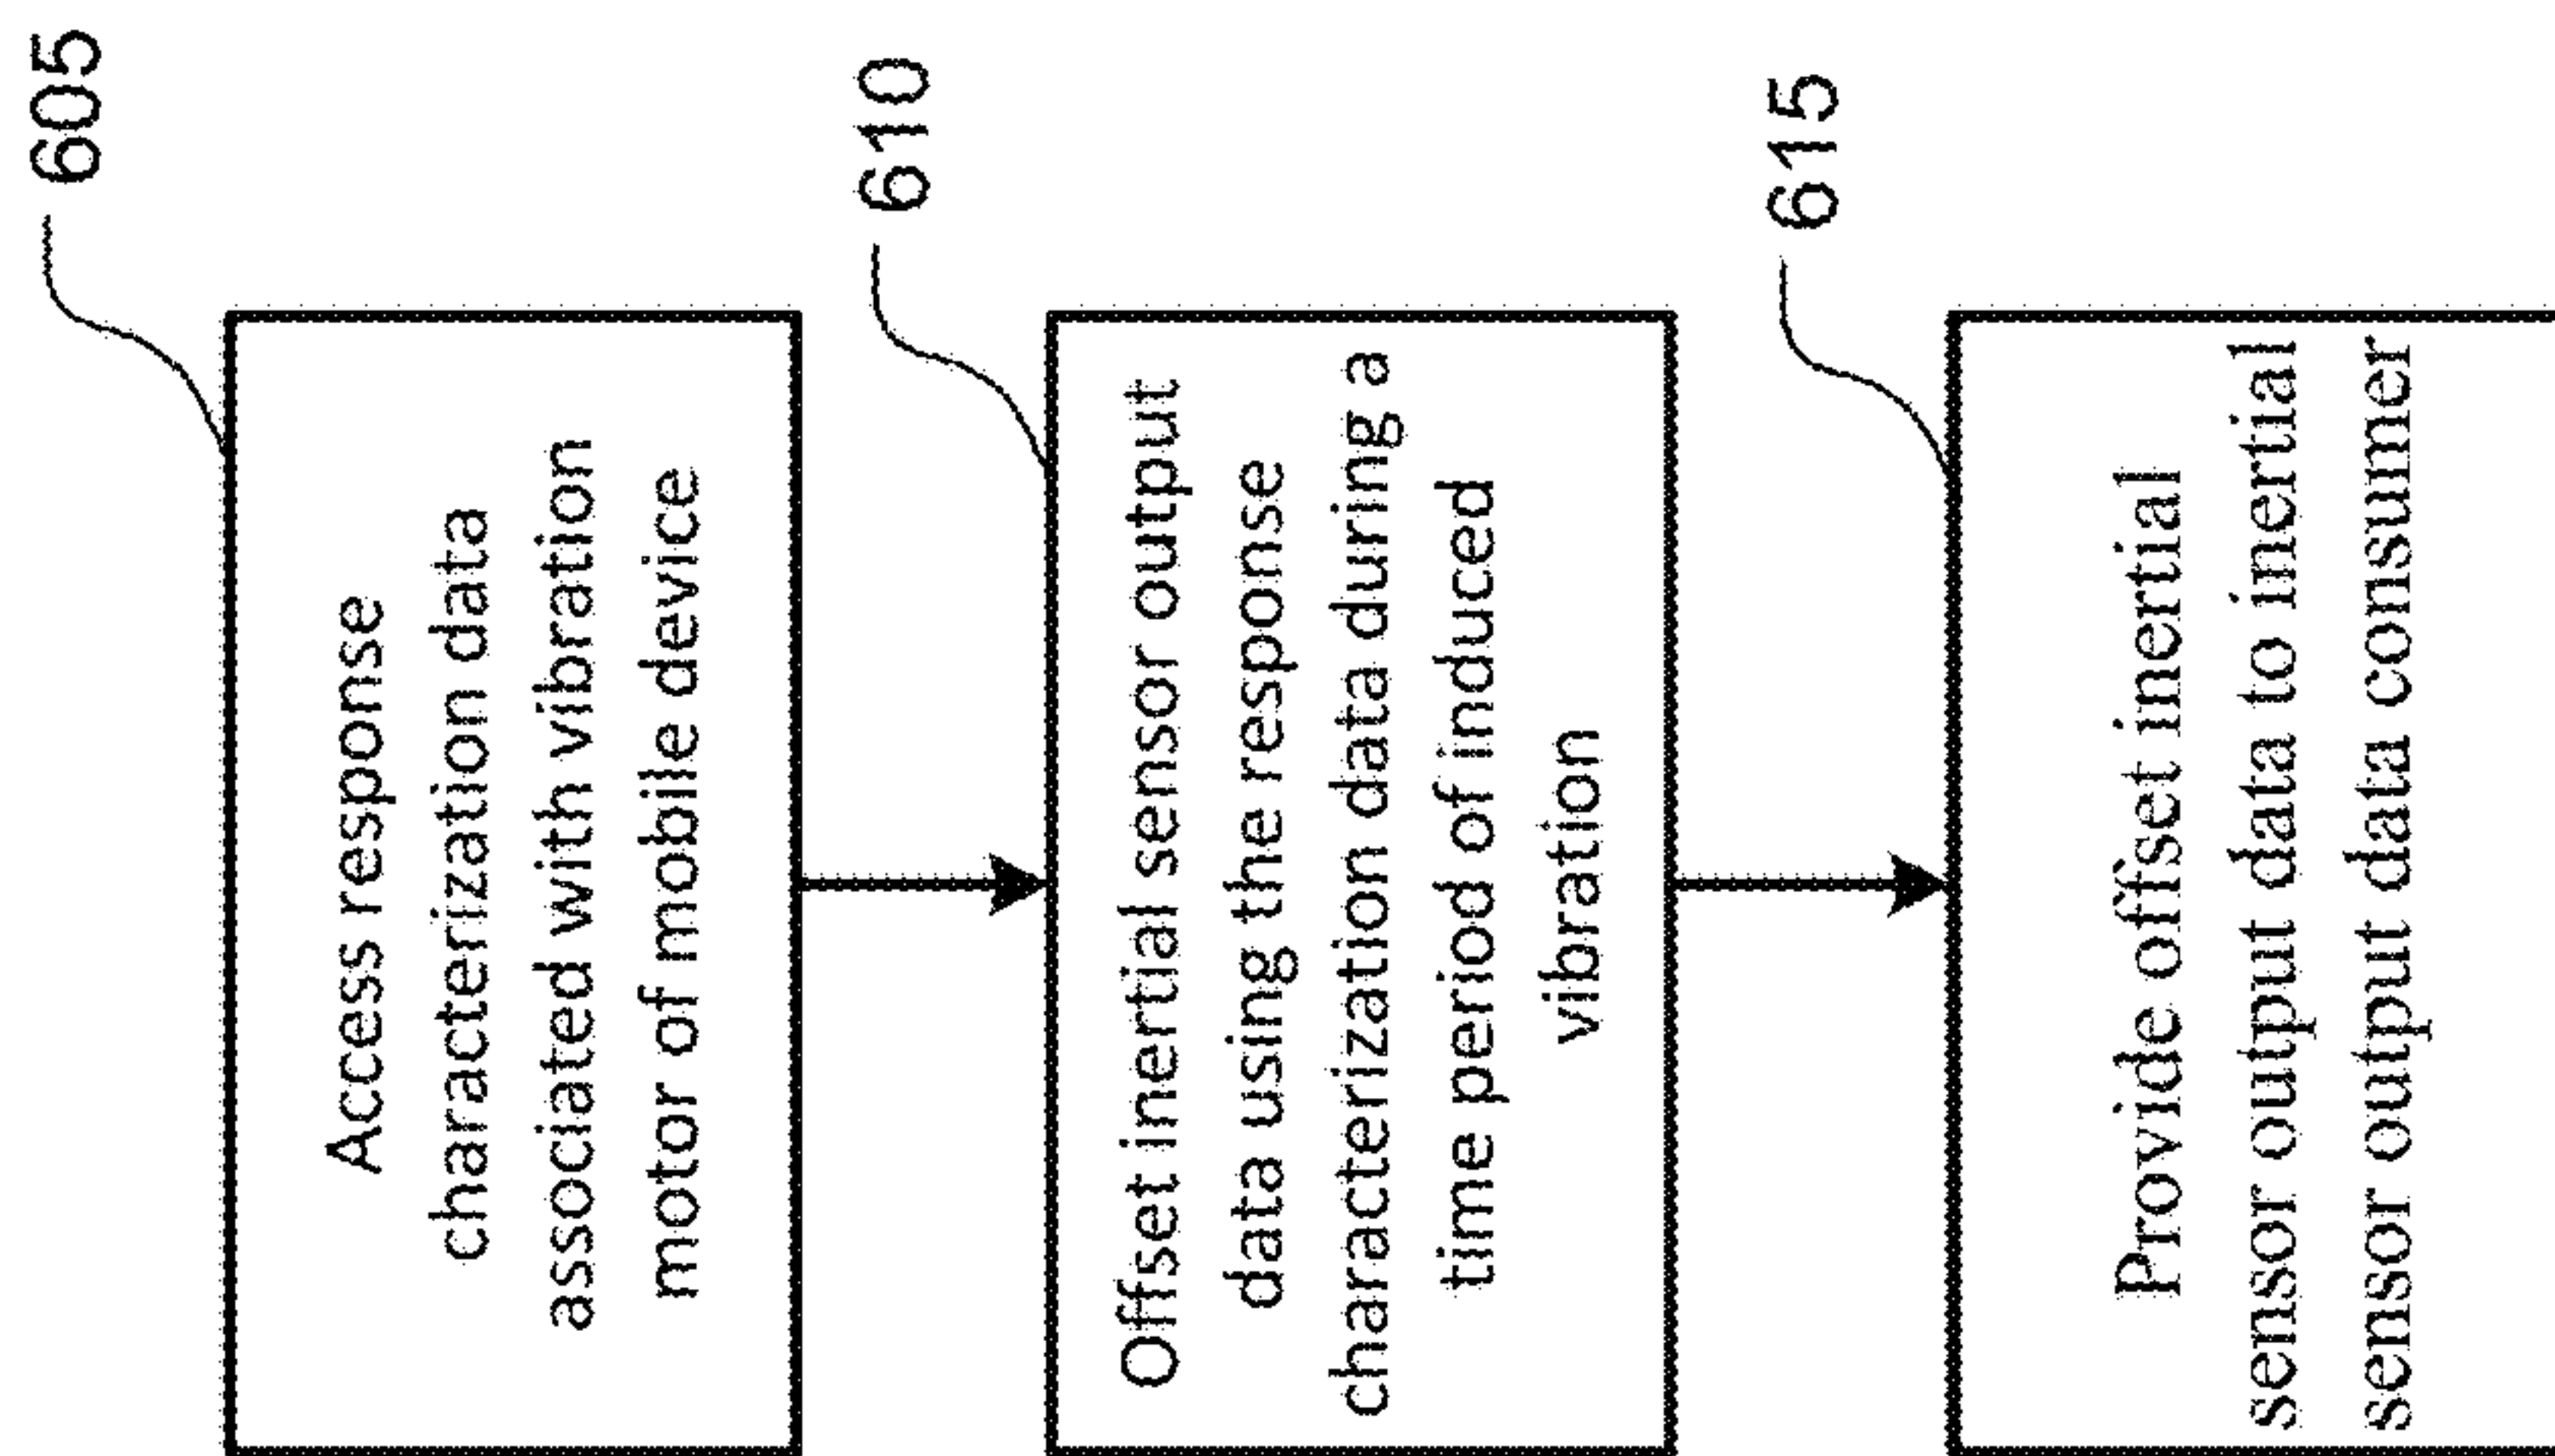 605
Access response
characterization data
associated with vibration
motor of mobile device
610
Offset inertial sensor output
data using the response
characterization data during a
time period of induced
vibration
615
Provide offset inertial
sensor output data to inertial
sensor output data consumer